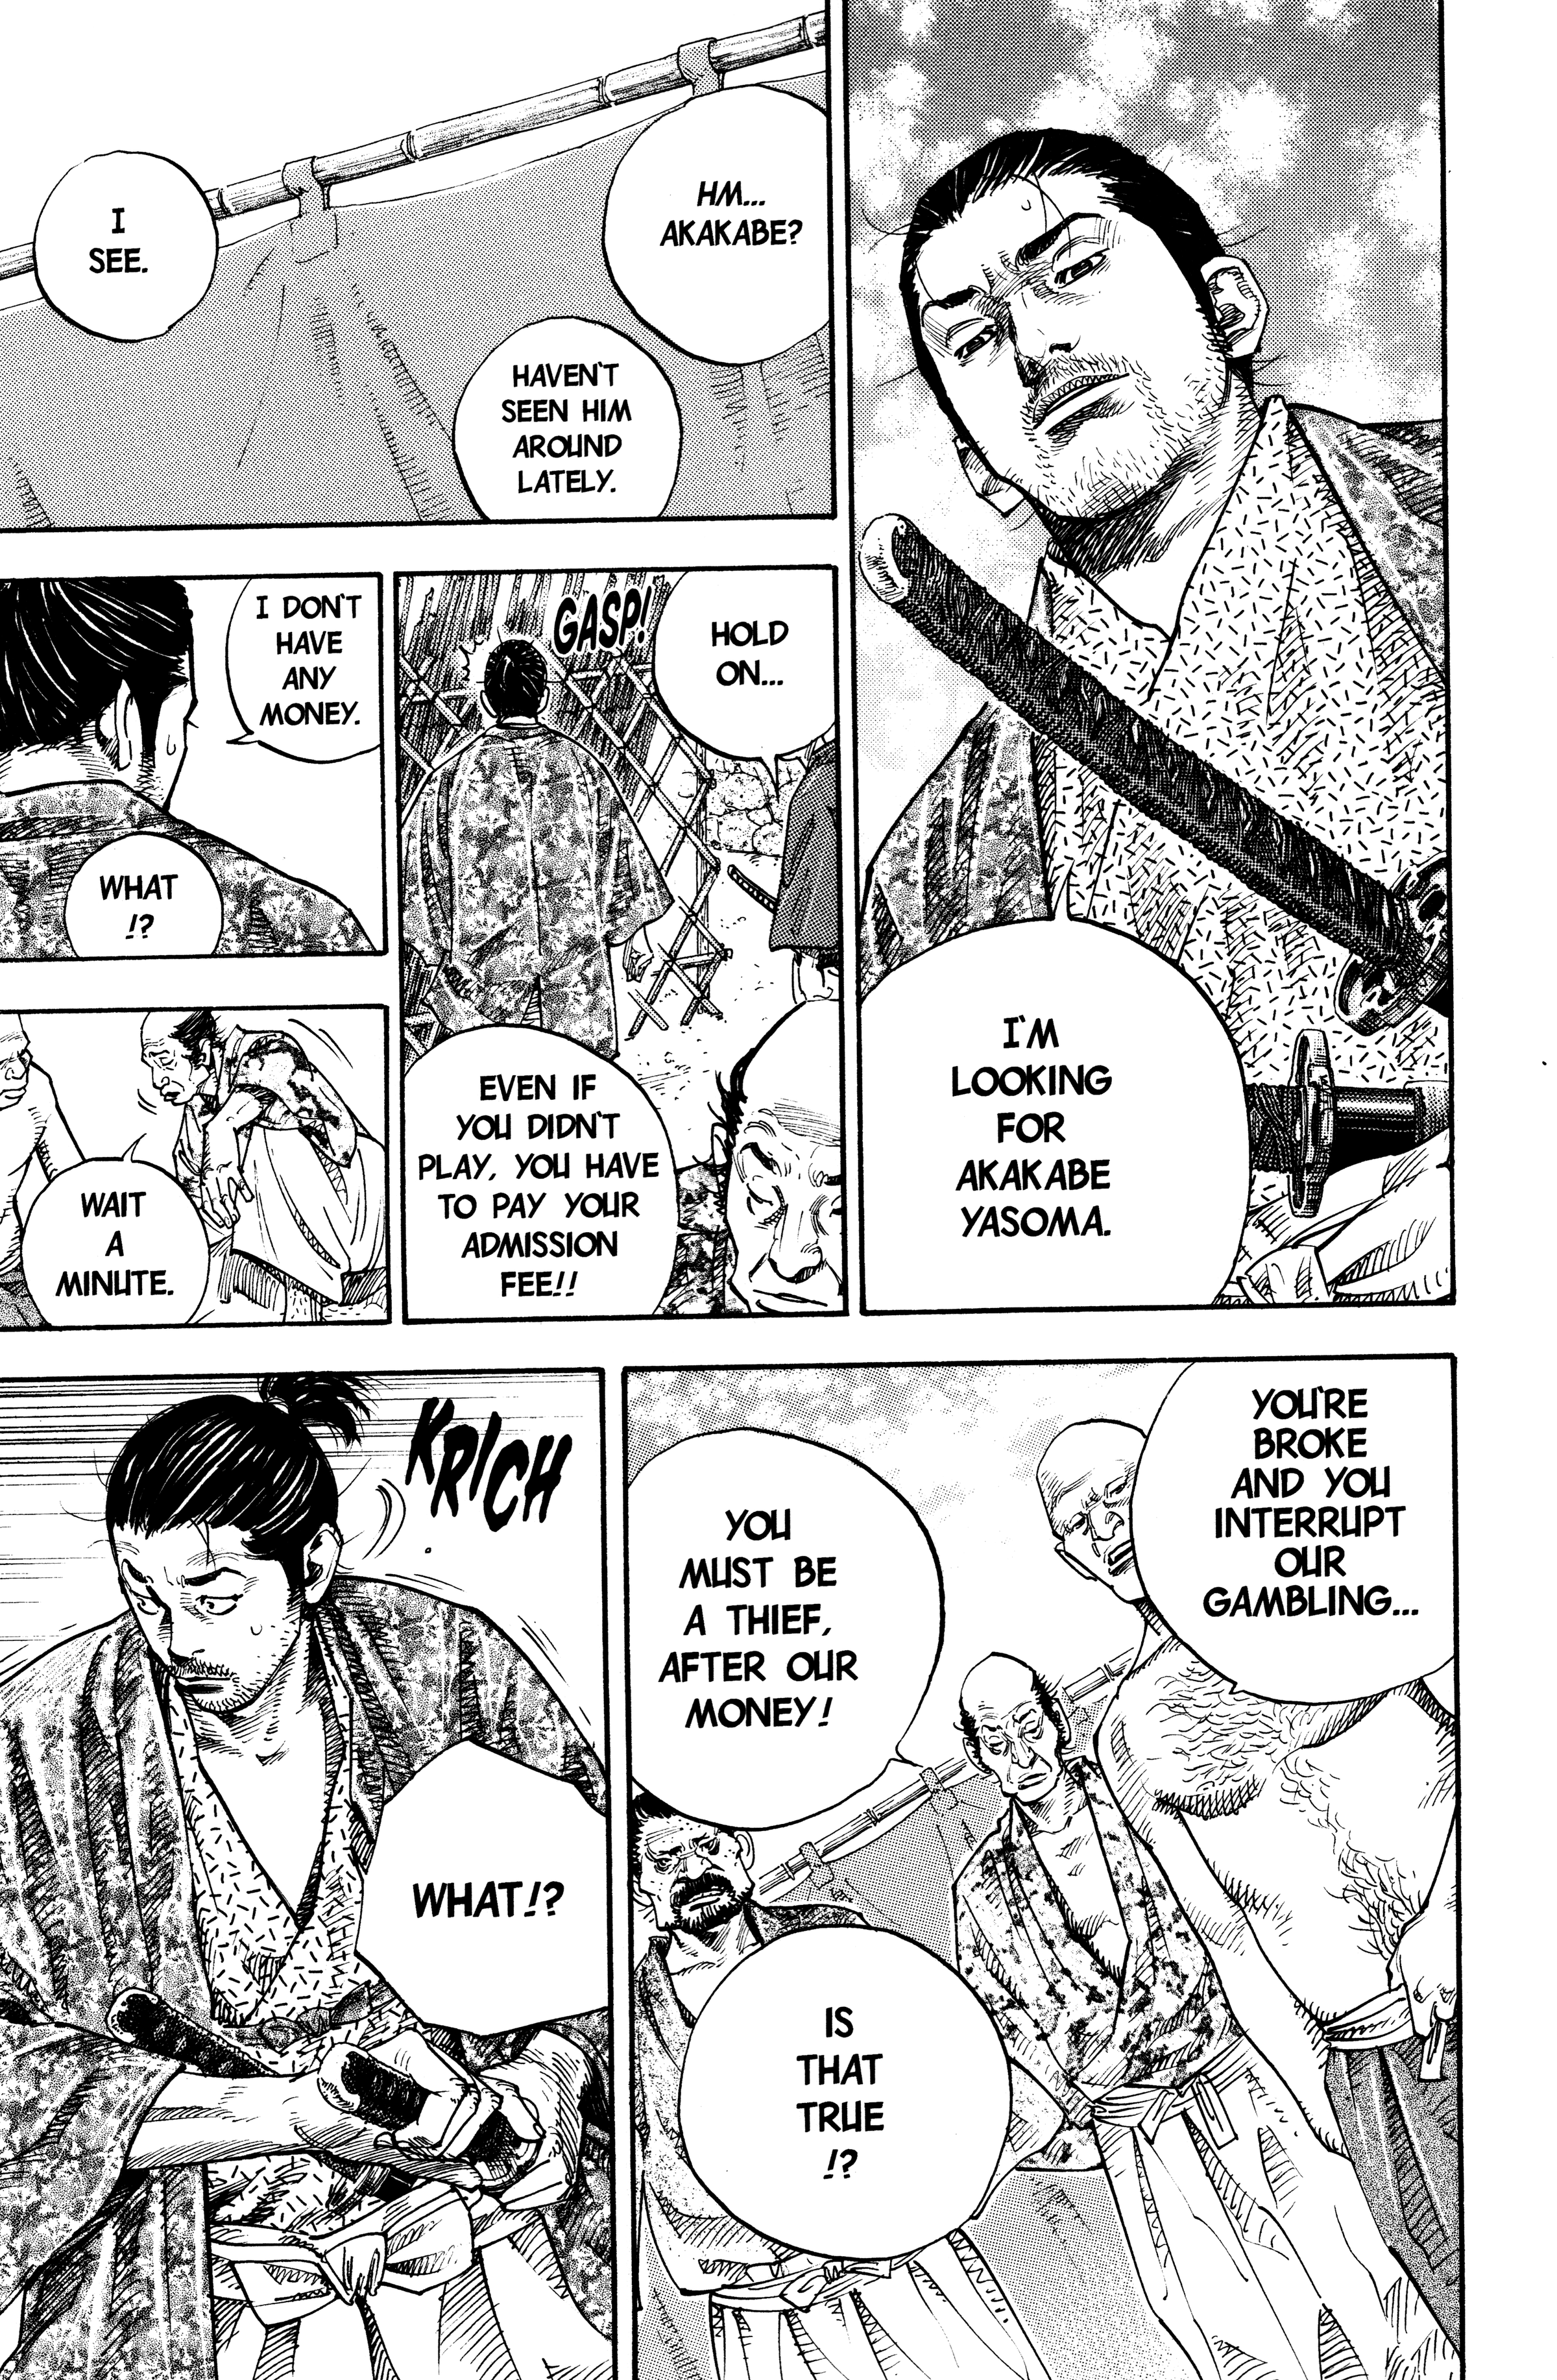 I'M
LOOKING
FOR
AKAKABE
YASOMA.
HM...
AKAKABE?
HAVEN'T
SEEN HIM
AROUND
LATELY.
I
SEE.
HOLD
ON...
GASP!
EVEN IF
YOU DIDN'T
PLAY, YOU HAVE
TO PAY YOUR
ADMISSION
FEE!!
I DON'T
HAVE
ANY
MONEY.
WHAT
!?
WAIT
A
MINUTE.
YOU'RE
BROKE
AND YOU
INTERRUPT
OUR
GAMBLING...
YOU
MUST BE
A THIEF,
AFTER OUR
MONEY!
IS
THAT
TRUE
!?
KRICH
WHAT!?